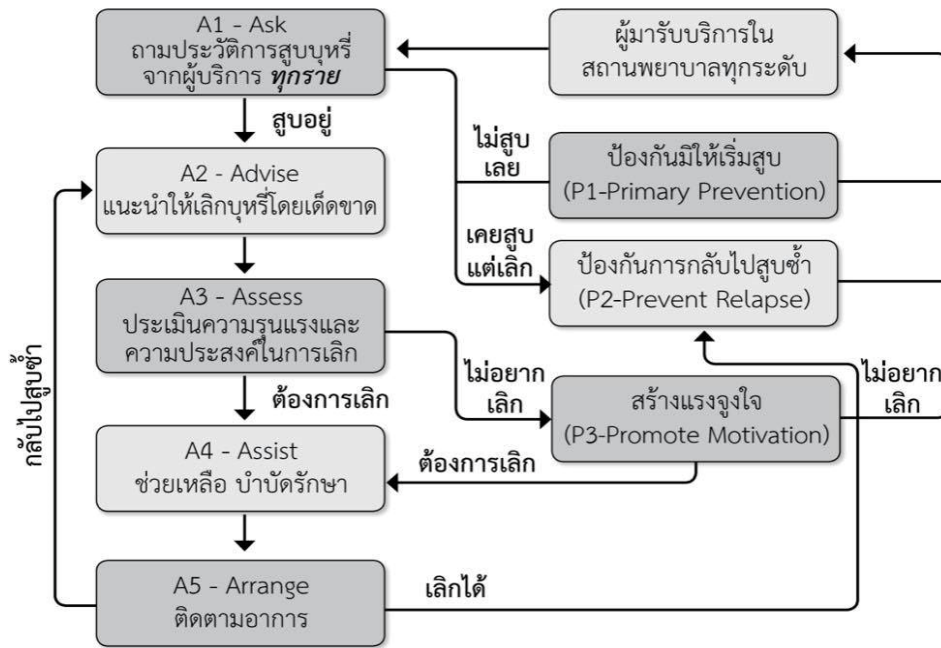 A1 - Ask
ถามประวัติการสูบบุหรี่
จากผู้บริการ ทุกราย
ผู้มารับบริการใน
สถานพยาบาลทุกระดับ
สูบอยู่
ไม่สูบ
เลย
ป้องกันมิให้เริ่มสูบ
(P1-Primary Prevention)
A2 - Advise
แนะนำให้เลิกบุหรี่โดยเด็ดขาด
เคยสูบ
แต่เลิก
ป้องกันการกลับไปสูบซ้ำ
(P2-Prevent Relapse)
A3 - Assess
ประเมินความรุนแรงและ
ความประสงค์ในการเลิก
ไม่อยาก
เลิก
สร้างแรงจูงใจ
(P3-Promote Motivation)
ไม่อยาก
เลิก
ต้องการเลิก
A4 - Assist
ช่วยเหลือ บำบัดรักษา
ต้องการเลิก
กลับไปสูบซ้ำ
A5 - Arrange
ติดตามอาการ
เลิกได้